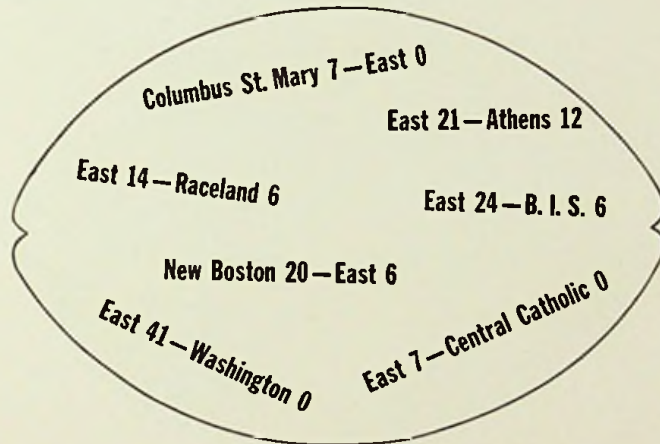 Columbus St. Mary 7—East 0
East 21—Athens 12
East 14—Raceland 6
East 24—B. I. S. 6
New Boston 20—East 6
East 41—Washington 0
East 7—Central Catholic 0